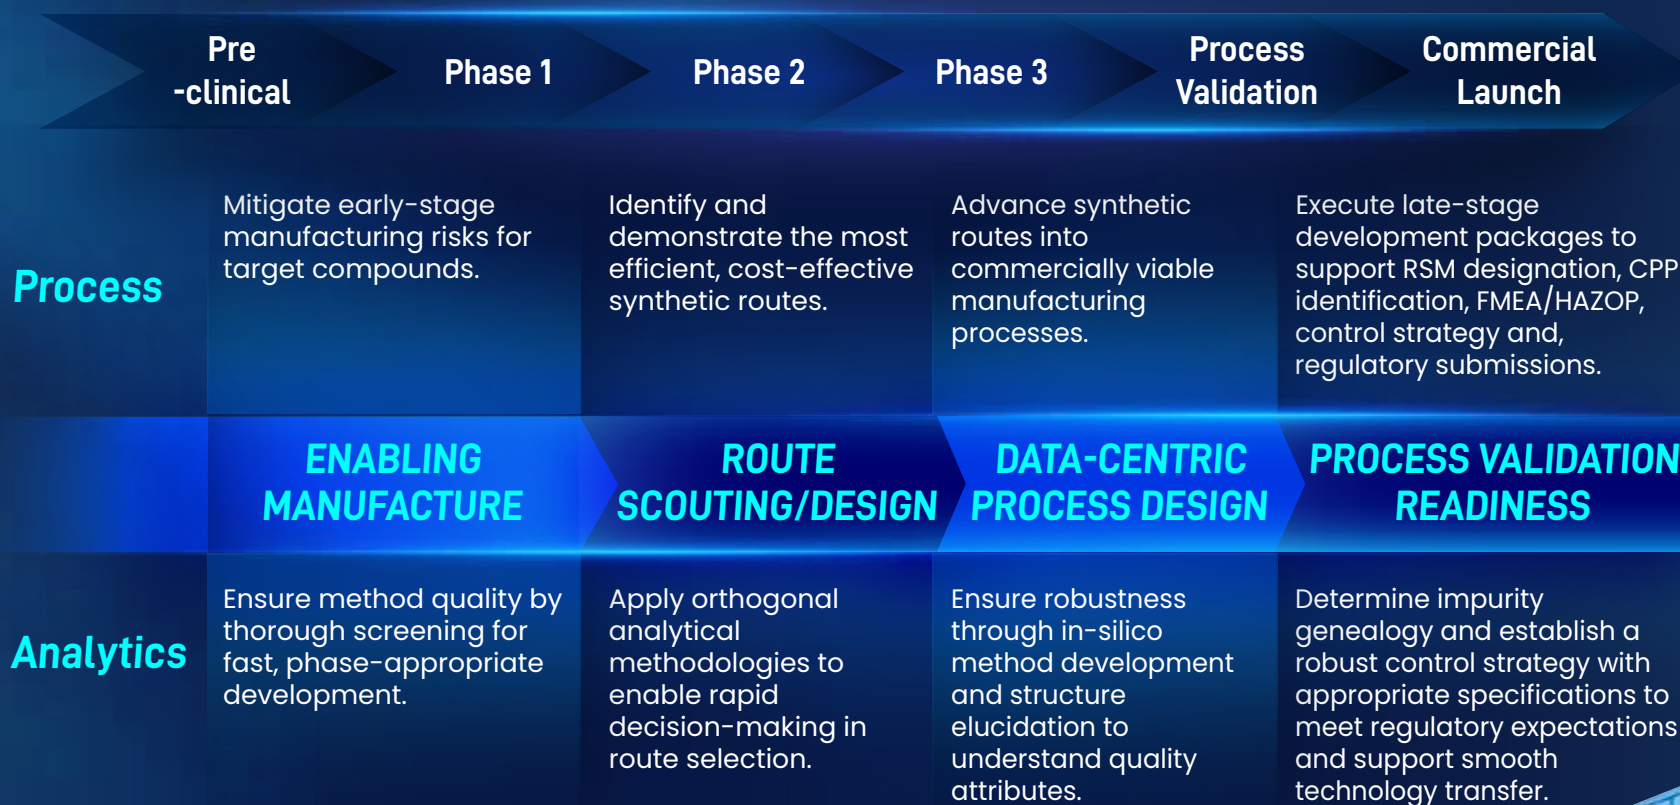 Pre
-clinical
Phase 1
Phase 2
Phase 3
Process
Validation
Commercial
Launch
Process
Mitigate early-stage
manufacturing risks for
target compounds.
Identify and
demonstrate the most
efficient, cost-effective
synthetic routes.
Advance synthetic
routes into
commercially viable
manufacturing
processes.
Execute late-stage
development packages to
support RSM designation, CPP
identification, FMEA/HAZOP,
control strategy and,
regulatory submissions.
ENABLING
MANUFACTURE
ROUTE
SCOUTING/DESIGN
DATA-CENTRIC
PROCESS DESIGN
PROCESS VALIDATION
READINESS
Analytics
Ensure method quality by
thorough screening for
fast, phase-appropriate
development.
Apply orthogonal
analytical
methodologies to
enable rapid
decision-making in
route selection.
Ensure robustness
through in-silico
method development
and structure
elucidation to
understand quality
attributes.
Determine impurity
genealogy and establish a
robust control strategy with
appropriate specifications to
meet regulatory expectations
and support smooth
technology transfer.